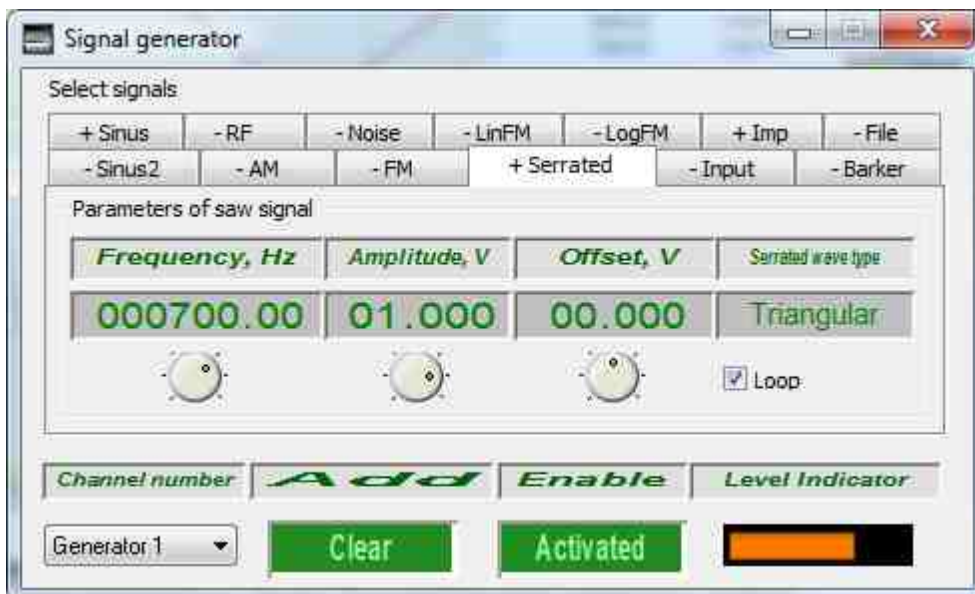 Signal generator
Select signals
+ Sinus - RF - Noise - LinFM - LogFM + Imp - File
- Sinus2 - AM - FM + Serrated - Input - Barker
Parameters of saw signal
Frequency, Hz Amplitude, V Offset, V Serrated wave type
000700.00 01.000 00.000 Triangular
Loop
Channel number Add Enable Level Indicator
Generator 1 Clear Activated